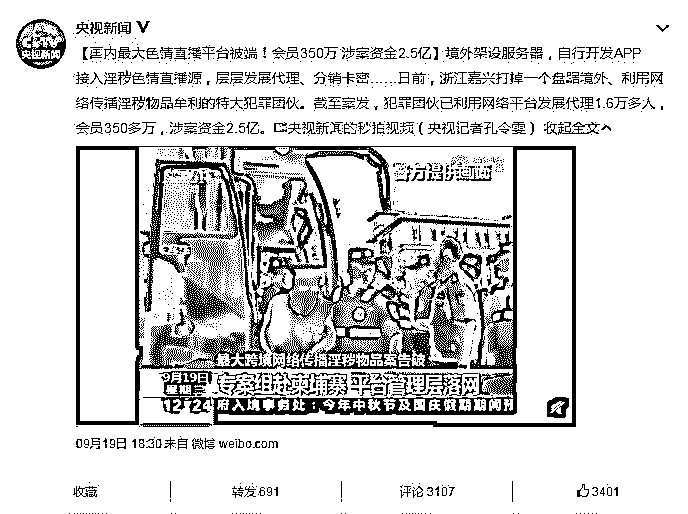 央视新闻
CCTV
央视新闻
【国内最大色情直播平台被端！会员350万 涉案资金2.5亿】境外架设服务器，自行开发APP
接入淫秽色情直播源，层层发展代理、分销卡密……日前，浙江嘉兴打掉一个盘踞境外、利用网
络传播淫秽物品牟利的特大犯罪团伙。截至案发，犯罪团伙已利用网络平台发展代理1.6万多人，
会员350多万，涉案资金2.5亿。央视新闻的秒拍视频（央视记者孔令雯） 收起全文
警方提供画面
最大跨境网络传播淫秽物品案告破
9月19日
星期三
专案组赴柬埔寨 平台管理层落网
12:24
今年中秋节及国庆假期期间
09月19日 18:30 来自 微博 weibo.com
收藏
转发 691
评论 3107
3401